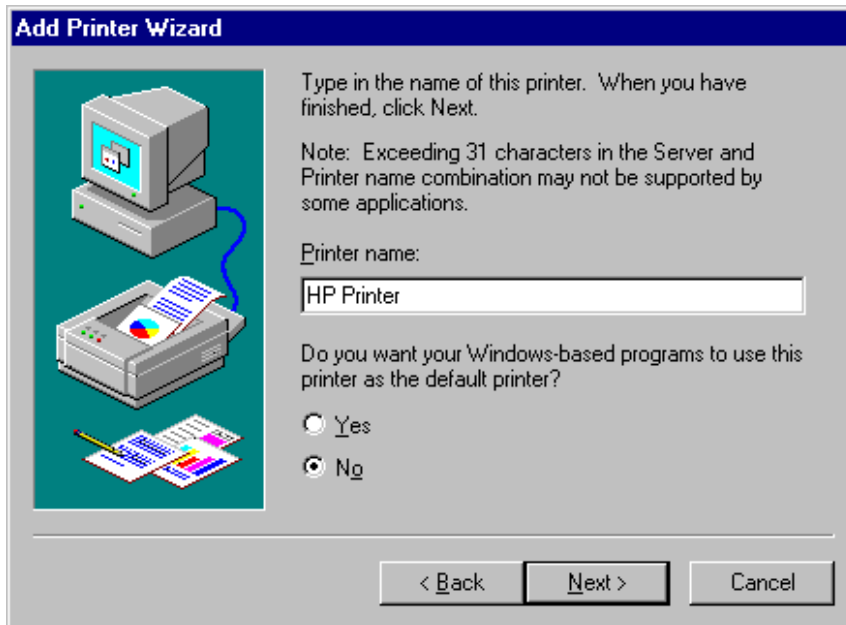 Add Printer Wizard
Type in the name of this printer.  When you have
finished, click Next.
Note:  Exceeding 31 characters in the Server and
Printer name combination may not be supported by
some applications.
Printer name:
HP Printer
Do you want your Windows-based programs to use this
printer as the default printer?
Yes
No
< Back
Next >
Cancel